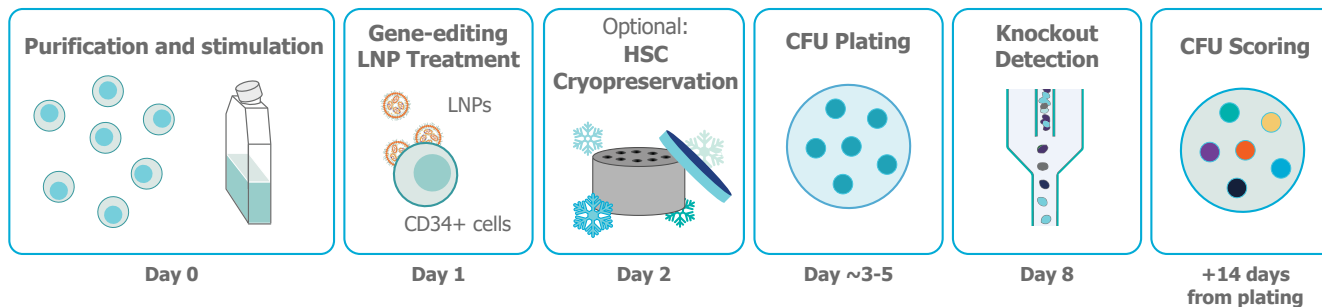 Purification and stimulation
Day 0
Gene-editing
LNP Treatment
LNPs
CD34+ cells
Day 1
Optional:
HSC
Cryopreservation
Day 2
CFU Plating
Day ~3-5
Knockout
Detection
Day 8
CFU Scoring
+14 days
from plating